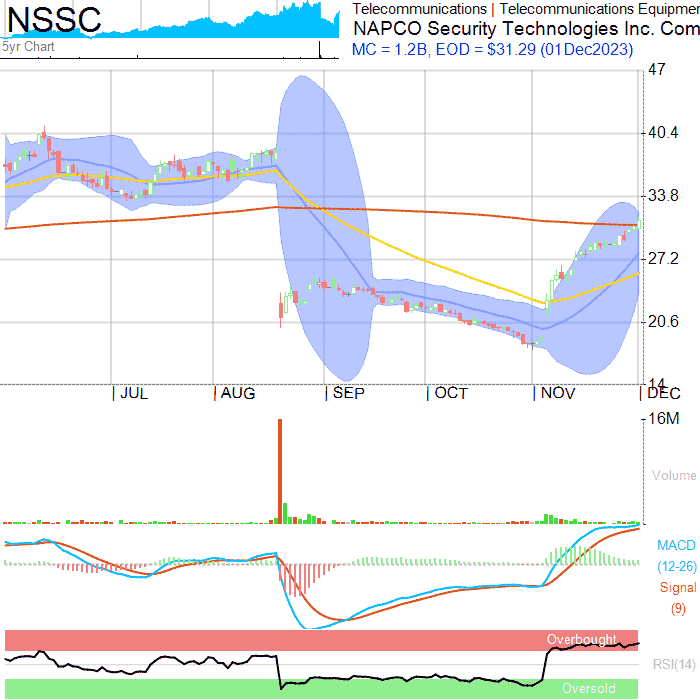 NSSC
5yr Chart
Telecommunications | Telecommunications Equipmen
NAPCO Security Technologies Inc. Com
MC = 1.2B, EOD = $31.29 (01Dec2023)
47
40.4
33.8
27.2
20.6
14
JUL
AUG
SEP
OCT
NOV
DEC
16M
Volume
MACD
(12-26)
Signal
(9)
Overbought
RSI(14)
Oversold